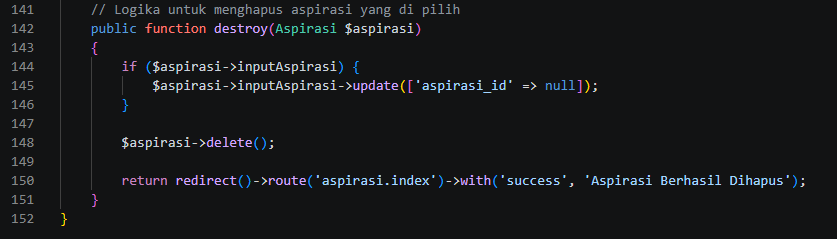 141 // Logika untuk menghapus aspirasi yang di pilih
142 public function destroy(Aspirasi $aspirasi)
143 {
144 if ($aspirasi->inputAspirasi) {
145 $aspirasi->inputAspirasi->update(['aspirasi_id' => null]);
146 }
147
148 $aspirasi->delete();
149
150 return redirect()->route('aspirasi.index')->with('success', 'Aspirasi Berhasil Dihapus');
151 }
152 }